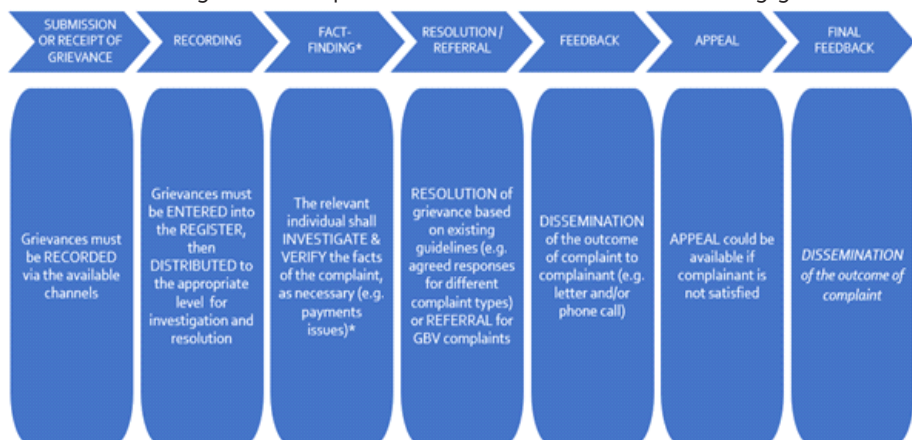 SUBMISSION
OR RECEIPT OF
GRIEVANCE
RECORDING
FACT-
FINDING*
RESOLUTION /
REFERRAL
FEEDBACK
APPEAL
FINAL
FEEDBACK
Grievances must
be RECORDED
via the available
channels
Grievances must
be ENTERED into
the REGISTER,
then
DISTRIBUTED to
the appropriate
level for
investigation and
resolution
The relevant
individual shall
INVESTIGATE &
VERIFY the facts
of the complaint,
as necessary (e.g.
payments
issues)*
RESOLUTION of
grievance based
on existing
guidelines (e.g.
agreed responses
for different
complaint types)
or REFERRAL for
GBV complaints
DISSEMINATION
of the outcome
of complaint to
complainant (e.g.
letter and/or
phone call)
APPEAL could be
available if
complainant is
not satisfied
DISSEMINATION
of the outcome of
complaint